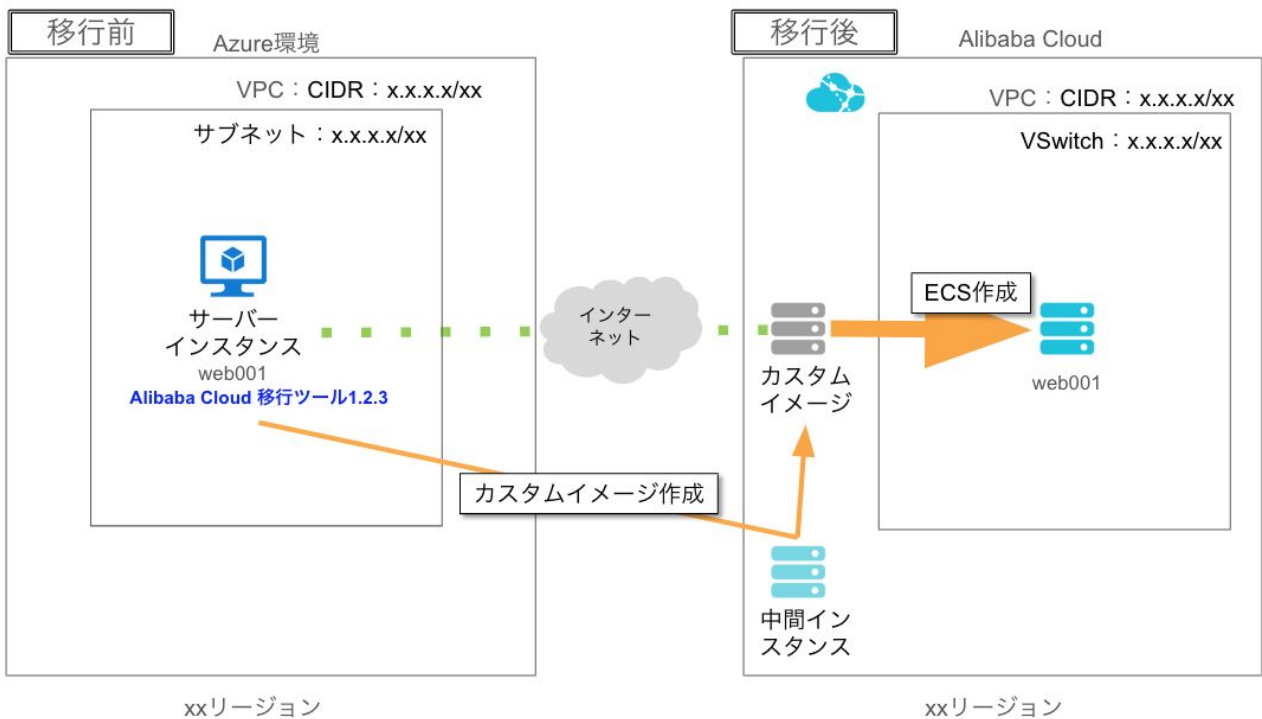 移行前
Azure環境
VPC：CIDR：x.x.x.x/xx
サブネット：x.x.x.x/xx
サーバー
インスタンス
web001
Alibaba Cloud 移行ツール1.2.3
インター
ネット
カスタムイメージ作成
xxリージョン
移行後
Alibaba Cloud
VPC：CIDR：x.x.x.x/xx
VSwitch：x.x.x.x/xx
ECS作成
カスタム
イメージ
web001
中間イン
スタンス
xxリージョン